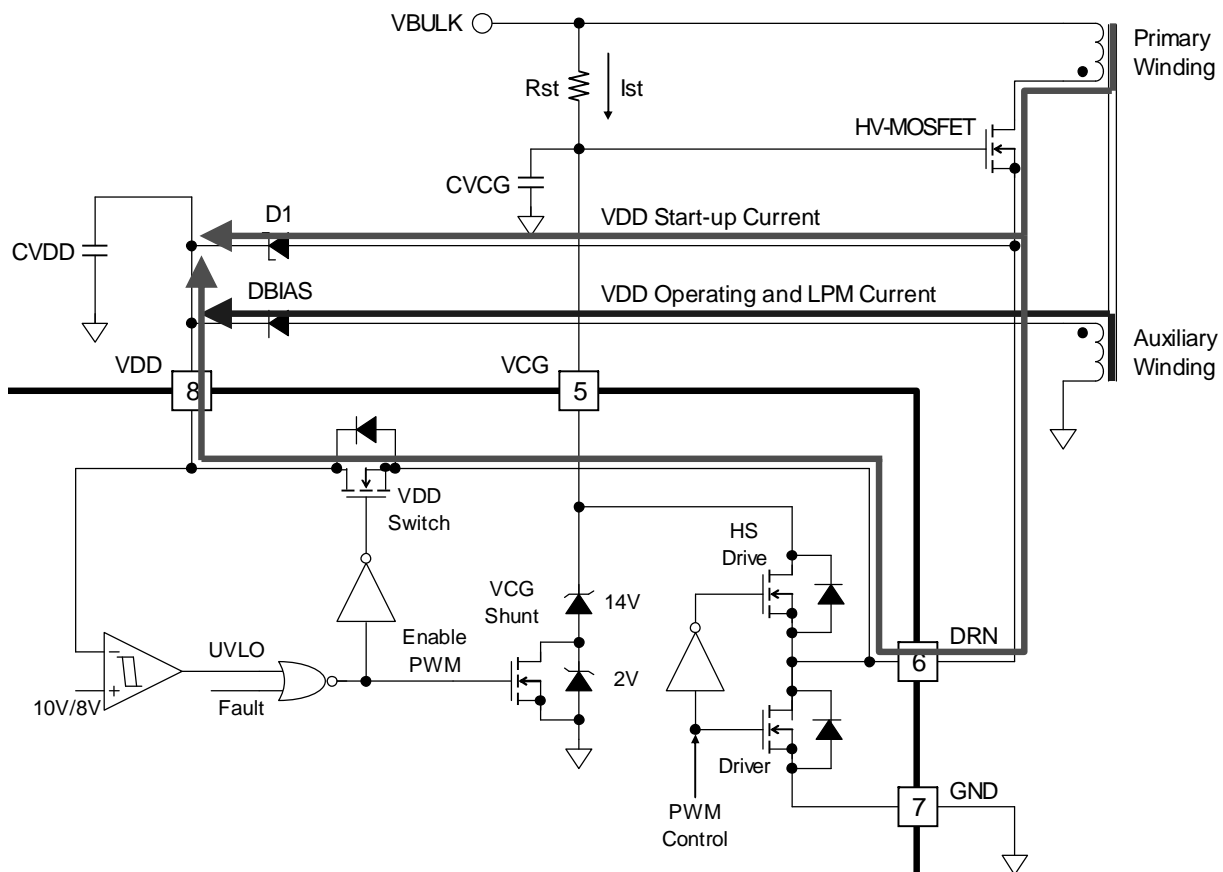 VBULK
Primary
Winding
Rst
Ist
HV-MOSFET
CVCG
D1
VDD Start-up Current
CVDD
DBIAS
VDD Operating and LPM Current
Auxiliary
Winding
VDD
VCG
8
5
VDD
Switch
HS
Drive
VCG
Shunt
14V
Enable
PWM
UVLO
DRN
6
2V
10V/8V
Fault
Driver
GND
7
PWM
Control